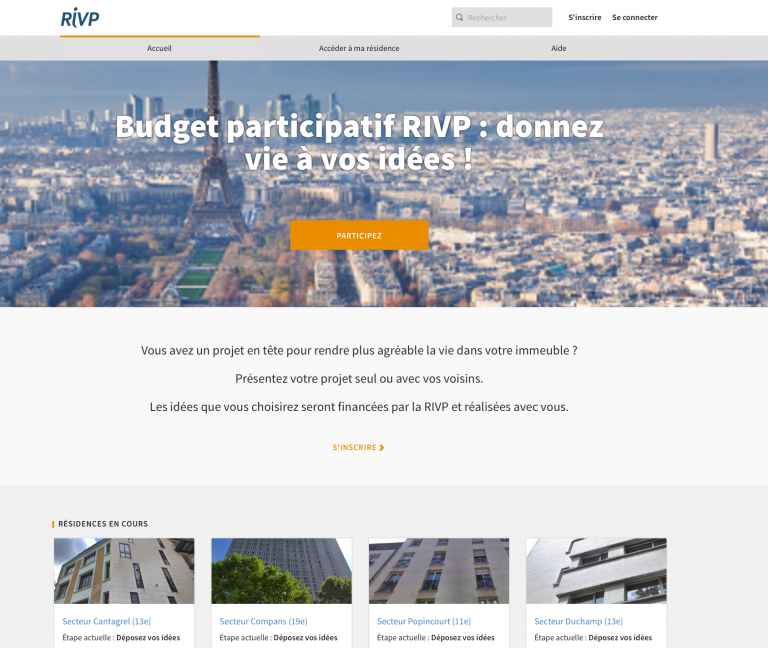 RIVP
Rechercher
S'inscrire Se connecter
Accueil Accéder à ma résidence Aide
Budget participatif RIVP : donnez
vie à vos idées !
PARTICIPEZ
Vous avez un projet en tête pour rendre plus agréable la vie dans votre immeuble ?
Présentez votre projet seul ou avec vos voisins.
Les idées que vous choisirez seront financées par la RIVP et réalisées avec vous.
S'INSCRIRE
RÉSIDENCES EN COURS
Secteur Cantagrel (13e)
Étape actuelle : Déposez vos idées
Secteur Compans (19e)
Étape actuelle : Déposez vos idées
Secteur Popincourt (11e)
Étape actuelle : Déposez vos idées
Secteur Duchamp (13e)
Étape actuelle : Déposez vos idées